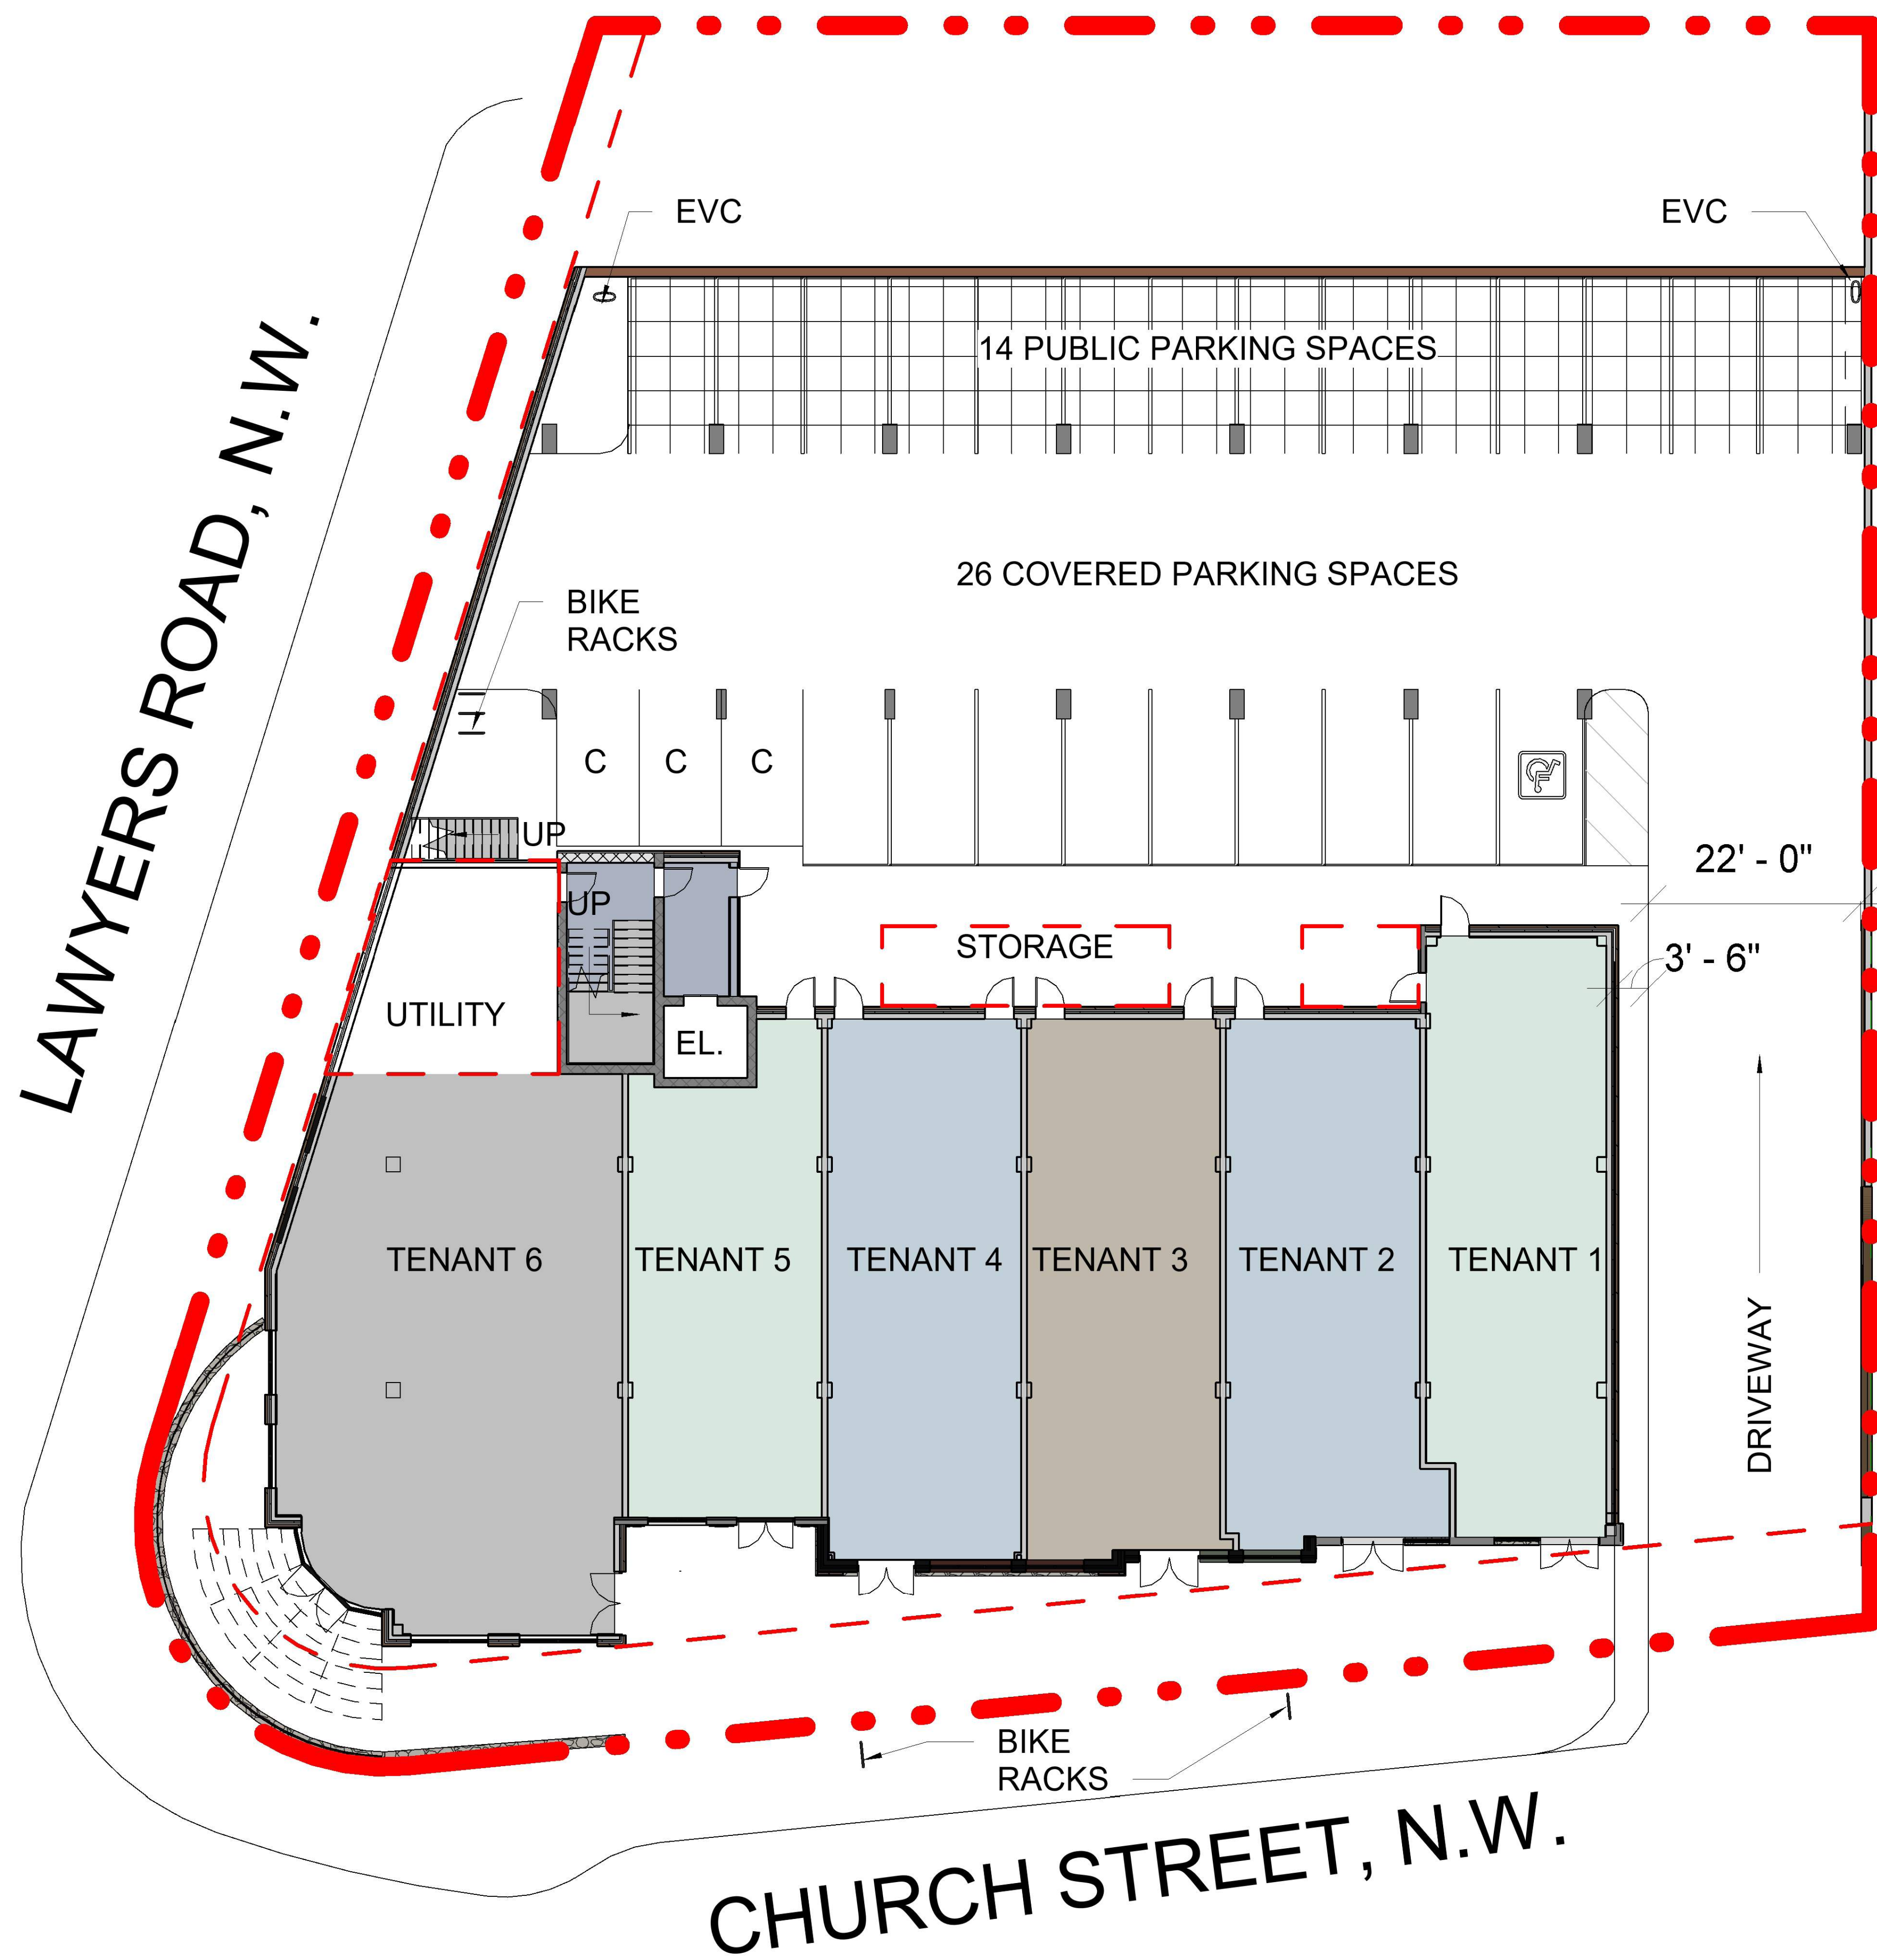 EVC
EVC
14 PUBLIC PARKING SPACES
26 COVERED PARKING SPACES
BIKE
RACKS
LAWYERS ROAD, N.W.
C
C
C
UP
UP
22' - 0"
STORAGE
3' - 6"
UTILITY
EL.
TENANT 6
TENANT 5
TENANT 4
TENANT 3
TENANT 2
TENANT 1
DRIVEWAY
BIKE
RACKS
CHURCH STREET, N.W.